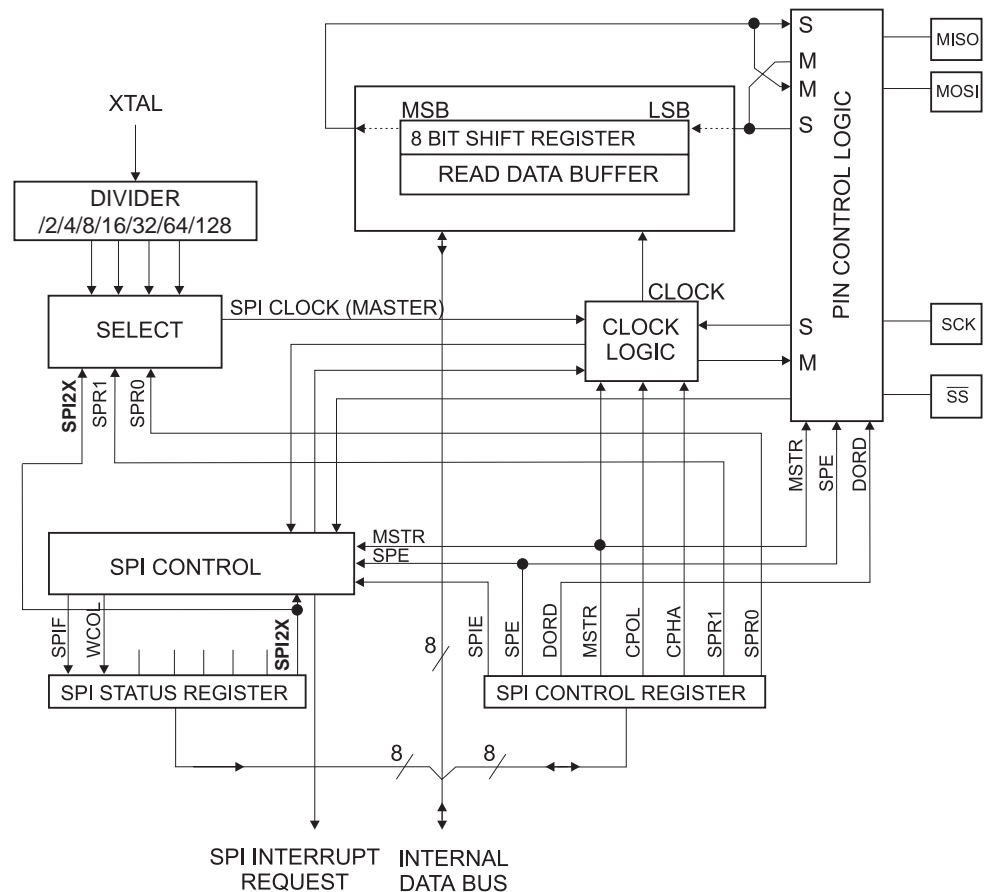 S
MISO
M
M
MOSI
S
PIN CONTROL LOGIC
XTAL
MSB
LSB
8 BIT SHIFT REGISTER
READ DATA BUFFER
DIVIDER
/2/4/8/16/32/64/128
SPI CLOCK (MASTER)
CLOCK
SELECT
CLOCK
LOGIC
S
M
SCK
SS
SPI2X
SPR1
SPR0
MSTR
SPE
DORD
MSTR
SPE
SPI CONTROL
SPIF
WCOL
SPI2X
8
SPIE
SPE
DORD
MSTR
CPOL
CPHA
SPR1
SPR0
SPI STATUS REGISTER
SPI CONTROL REGISTER
8
8
SPI INTERRUPT
REQUEST
INTERNAL
DATA BUS